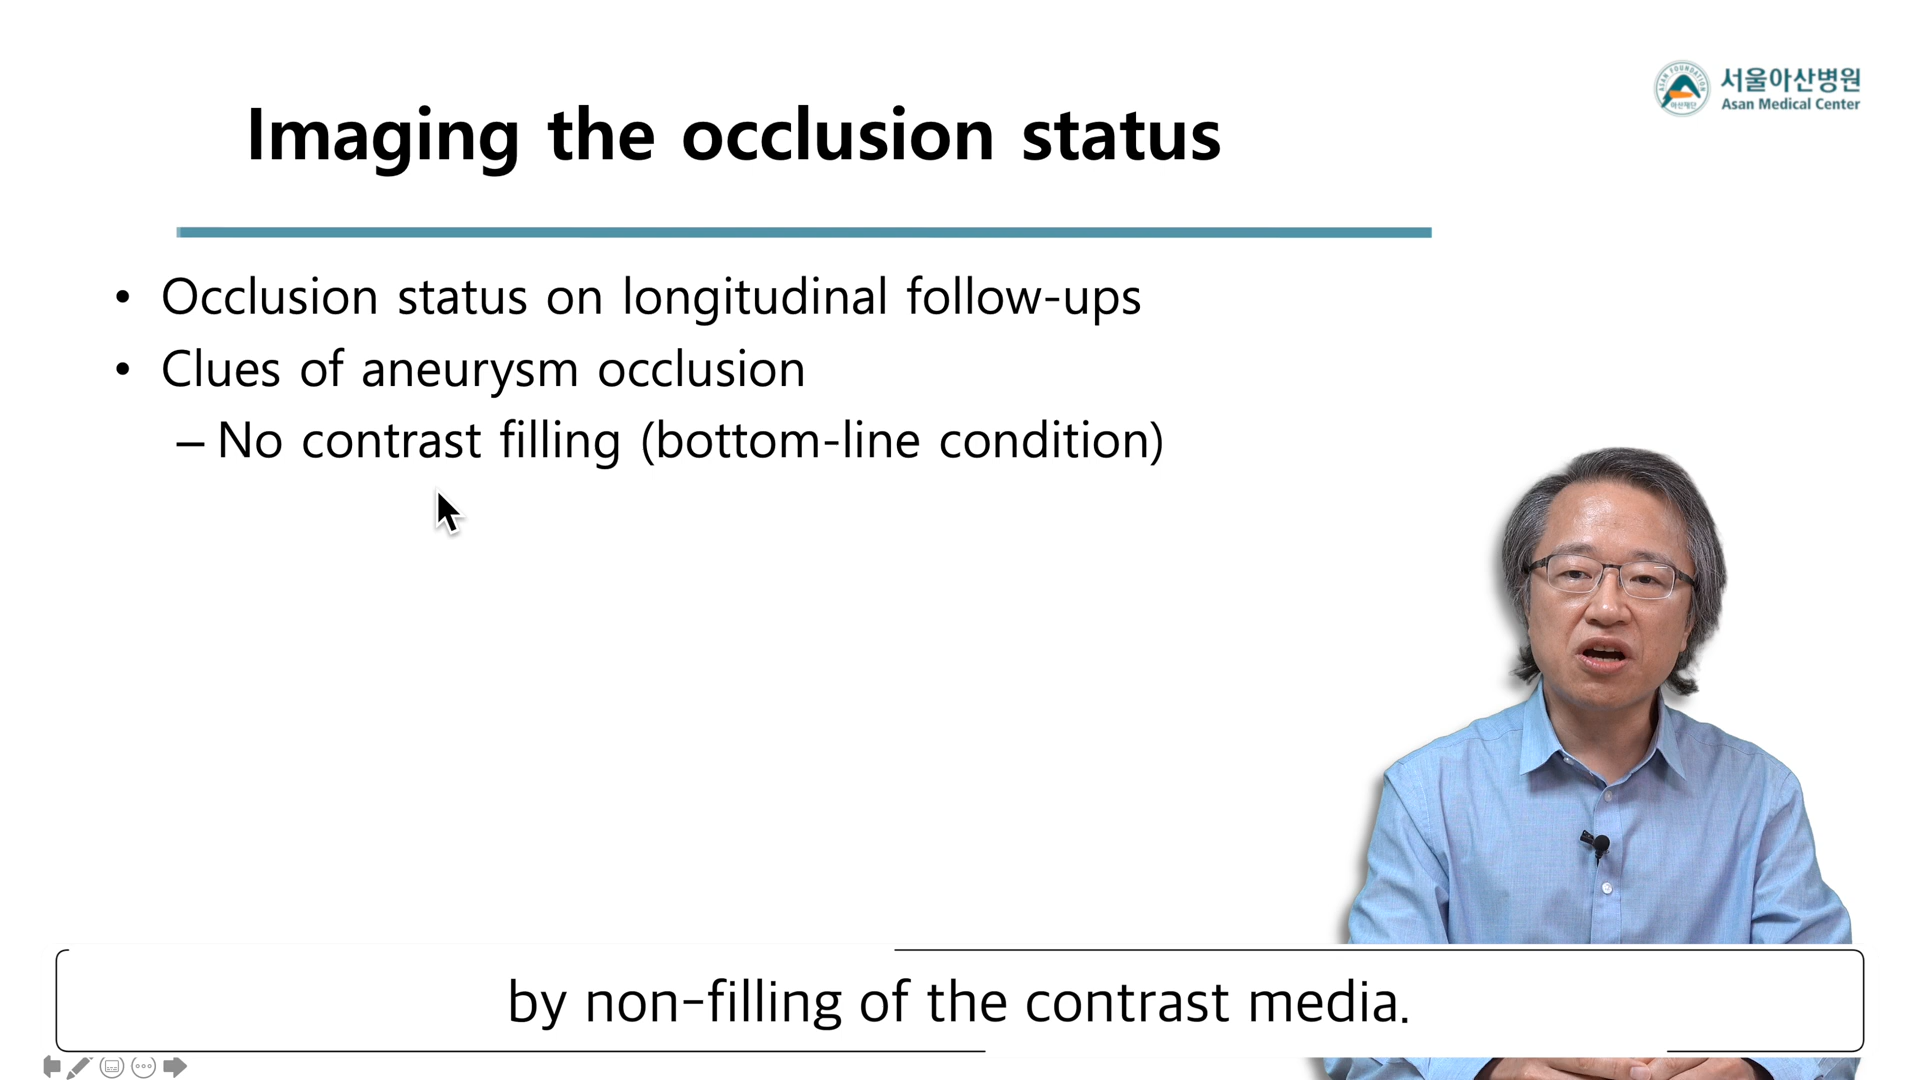 서울아산병원
Asan Medical Center
Imaging the occlusion status
• Occlusion status on longitudinal follow-ups
• Clues of aneurysm occlusion
– No contrast filling (bottom-line condition)
by non-filling of the contrast media.